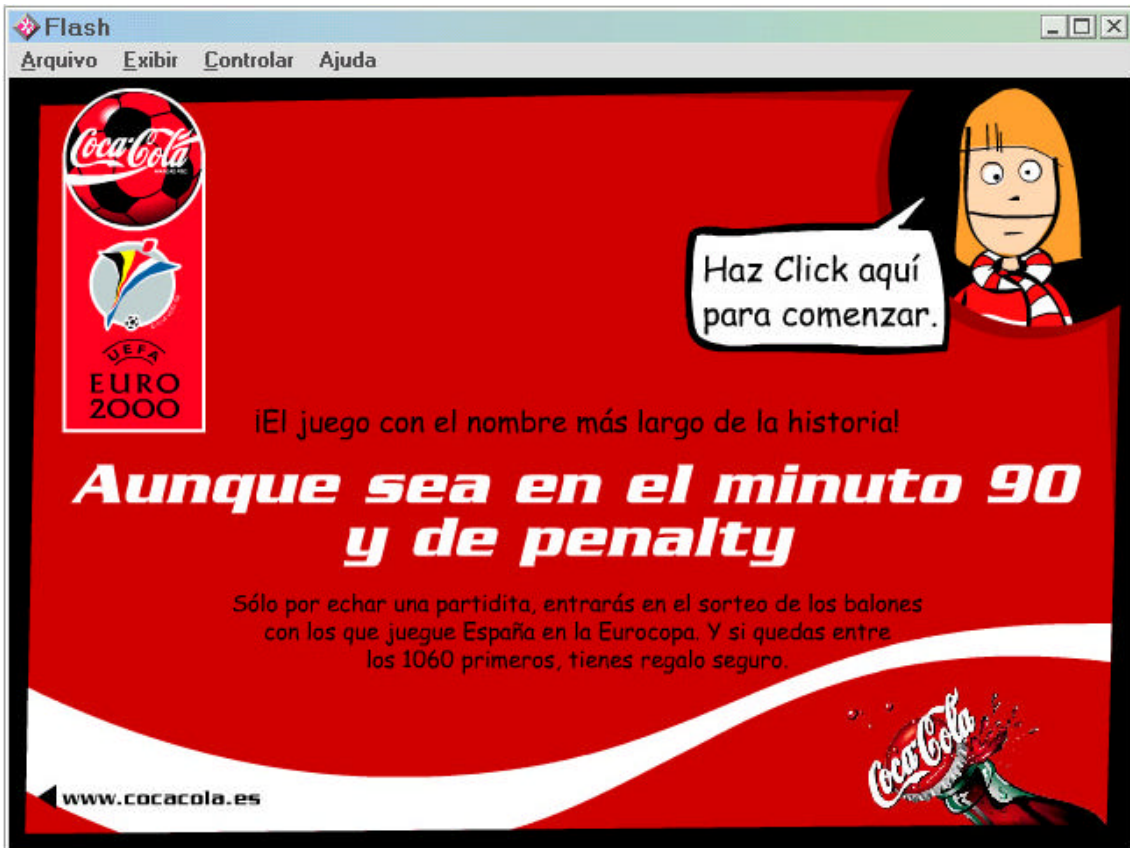 Flash
Arquivo Exibir Controlar Ajuda
Coca-Cola
UEFA
EURO
2000
Haz Click aquí
para comenzar.
¡El juego con el nombre más largo de la historia!
Aunque sea en el minuto 90
y de penalty
Sólo por echar una partidita, entrarás en el sorteo de los balones
con los que juegue España en la Eurocopa. Y si quedas entre
los 1060 primeros, tienes regalo seguro.
Coca-Cola
www.cocacola.es